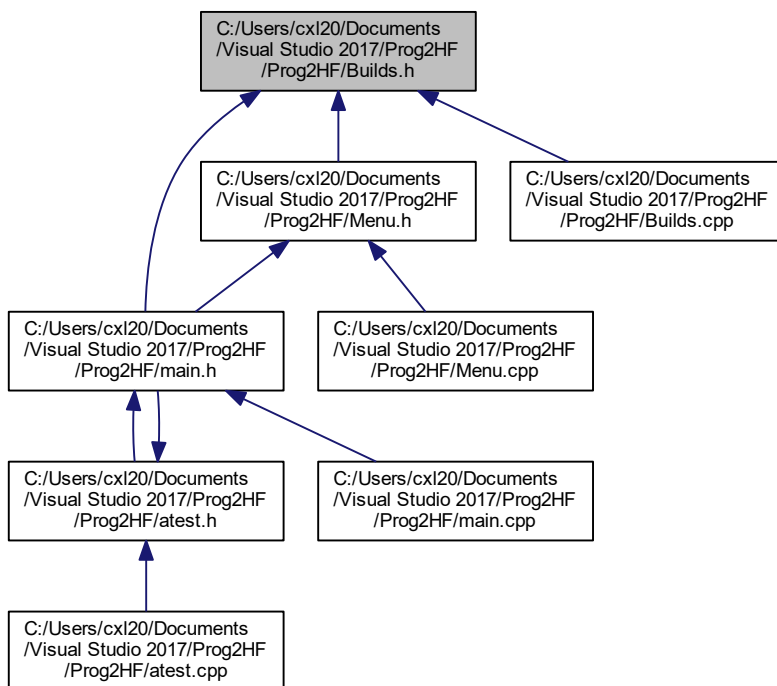 C:/Users/cxl20/Documents
/Visual Studio 2017/Prog2HF
/Prog2HF/Builds.h
C:/Users/cxl20/Documents
/Visual Studio 2017/Prog2HF
/Prog2HF/Menu.h
C:/Users/cxl20/Documents
/Visual Studio 2017/Prog2HF
/Prog2HF/Builds.cpp
C:/Users/cxl20/Documents
/Visual Studio 2017/Prog2HF
/Prog2HF/main.h
C:/Users/cxl20/Documents
/Visual Studio 2017/Prog2HF
/Prog2HF/Menu.cpp
C:/Users/cxl20/Documents
/Visual Studio 2017/Prog2HF
/Prog2HF/atest.h
C:/Users/cxl20/Documents
/Visual Studio 2017/Prog2HF
/Prog2HF/main.cpp
C:/Users/cxl20/Documents
/Visual Studio 2017/Prog2HF
/Prog2HF/atest.cpp